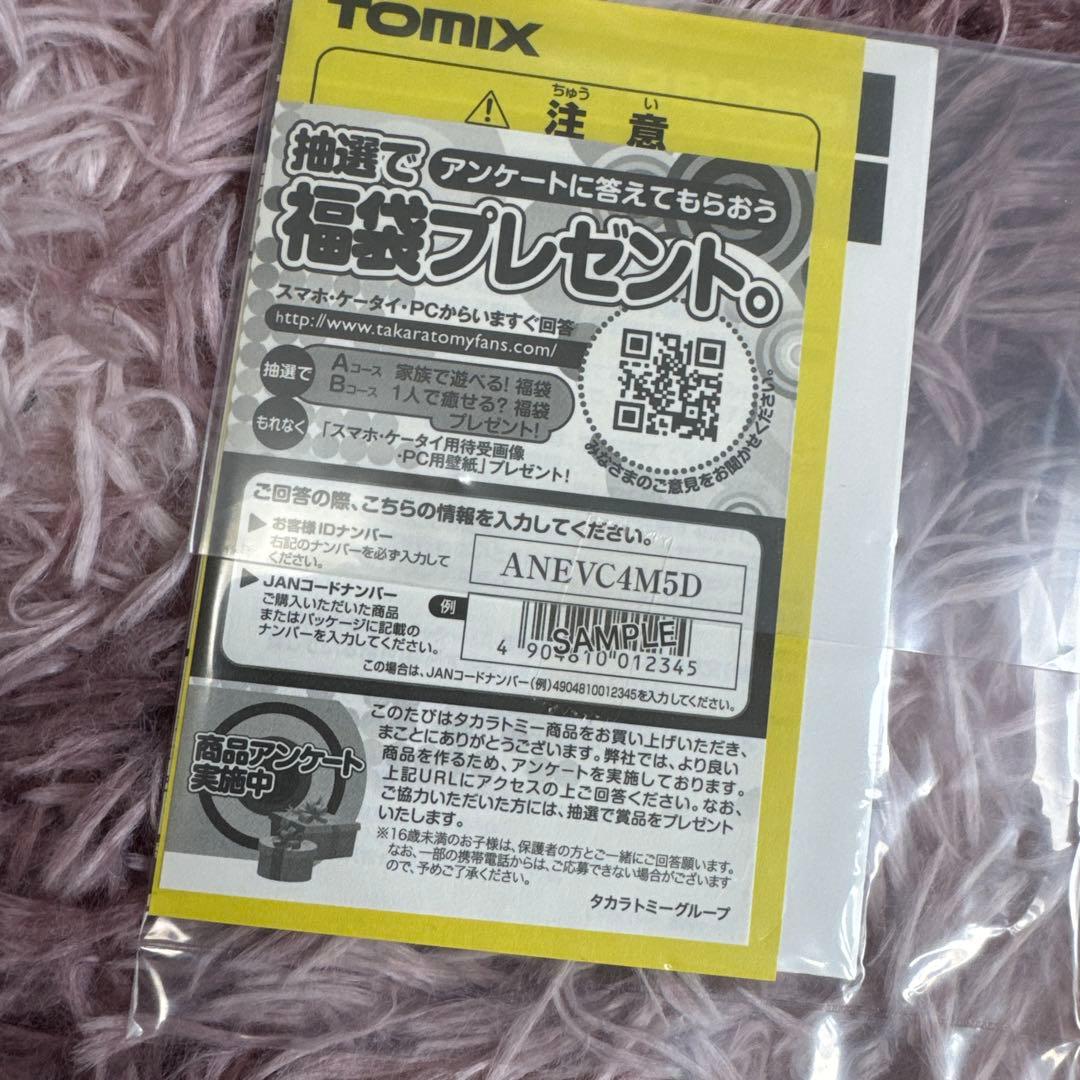 TOMIX
ちゅう い
注意
抽選で アンケートに答えてもらおう
福袋プレゼント。
スマホ・ケータイ・PCからいますぐ回答
http://www.takaratomyfans.com/
抽選で
Aコース 家族で遊べる! 福袋
Bコース 1人で癒せる? 福袋
プレゼント!
もれなく
「スマホ・ケータイ用待受画像
・PC用壁紙」プレゼント!
みなさまのご意見をお聞かせください。
ご回答の際、こちらの情報を入力してください。
お客様IDナンバー
右記のナンバーを必ず入力して
ください。
ANEVC4M5D
JANコードナンバー
ご購入いただいた商品
またはパッケージに記載の
ナンバーを入力してください。
例
SAMPLE
4 904810 012345
この場合は、JANコードナンバー(例)4904810012345を入力してください。
商品アンケート
実施中
このたびはタカラトミー商品をお買い上げいただき、
まことにありがとうございます。弊社では、より良い
商品を作るため、アンケートを実施しております。
上記URLにアクセスの上ご回答ください。なお、
ご協力いただいた方には、抽選で賞品をプレゼント
いたします。
※16歳未満のお子様は、保護者の方とご一緒にご回答願います。
なお、一部の携帯電話からは、ご応募できない場合がございます
ので、予めご了承ください。
タカラトミーグループ